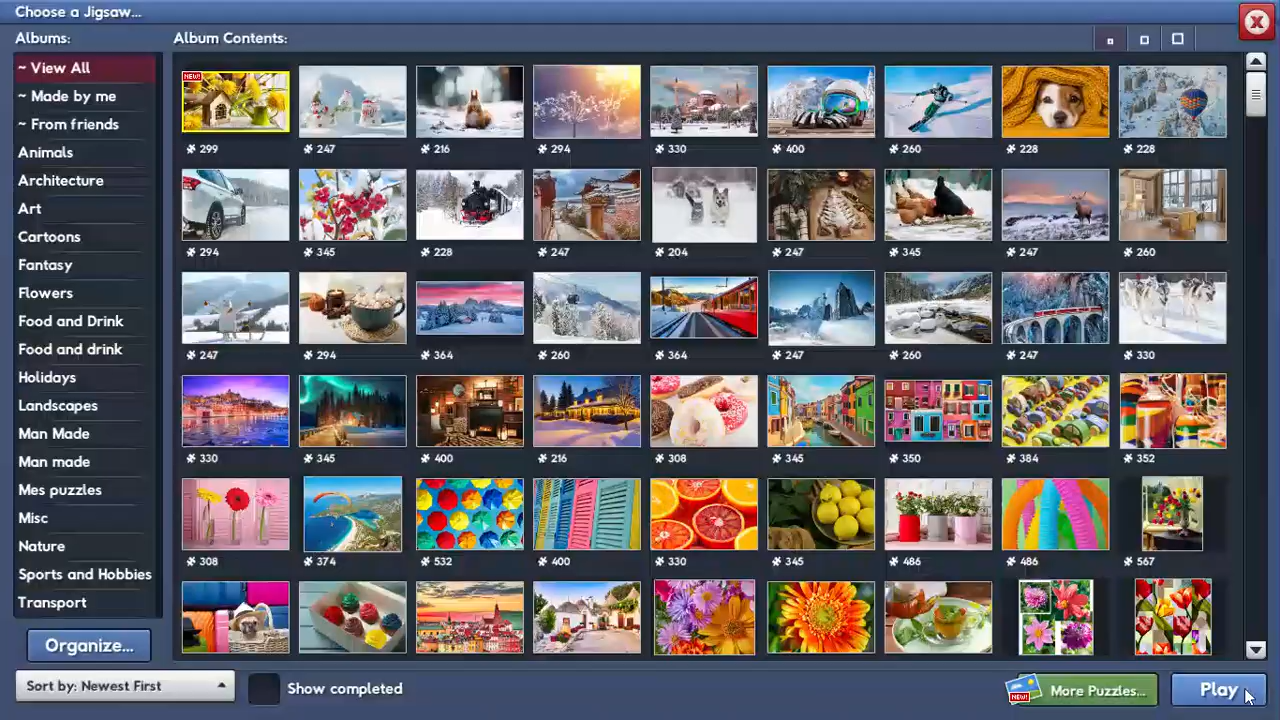 Choose a Jigsaw...
Albums:
Album Contents:
~ View All
~ Made by me
~ From friends
Animals
Architecture
Art
Cartoons
Fantasy
Flowers
Food and Drink
Food and drink
Holidays
Landscapes
Man Made
Man made
Mes puzzles
Misc
Nature
Sports and Hobbies
Transport
Organize...
NEW!
299 247 216 294 330 400 260 228 228
294 345 228 247 204 247 345 247 260
247 294 364 260 364 247 260 247 330
330 345 400 216 308 345 350 384 352
308 374 532 400 330 345 486 486 567
Sort by: Newest First
Show completed
NEW!
More Puzzles...
Play